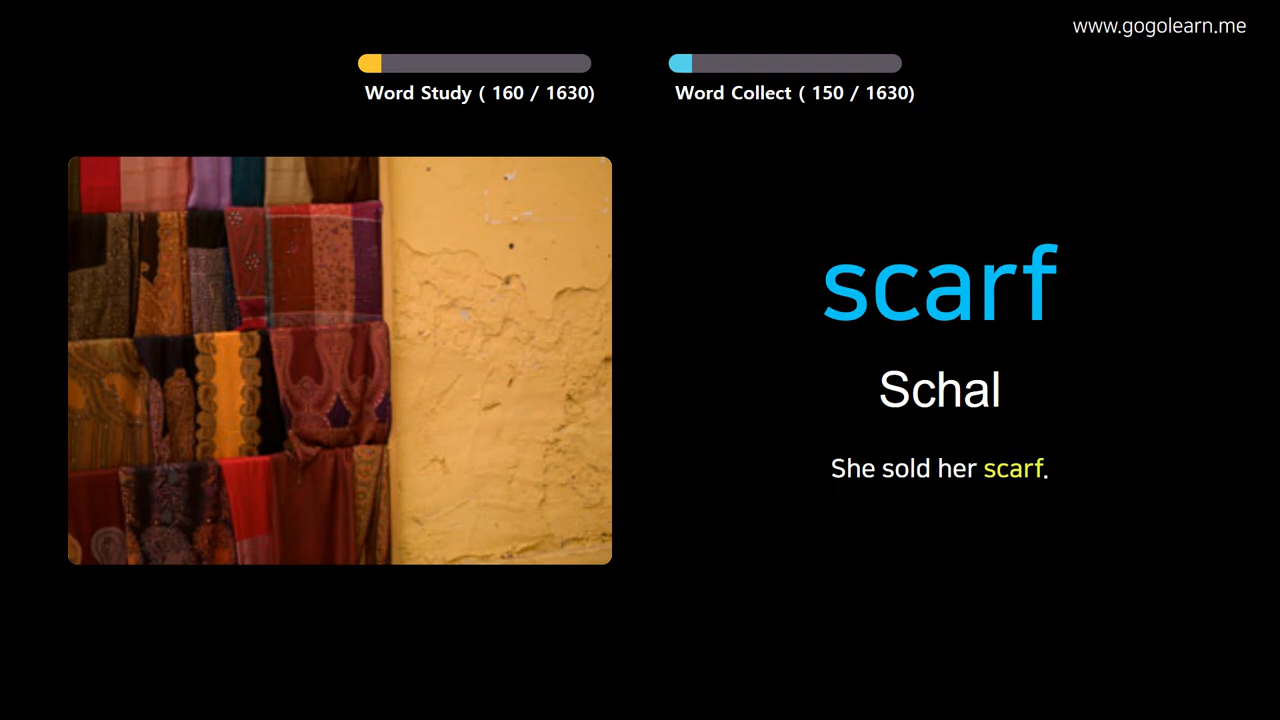 www.gogolearn.me
Word Study ( 160 / 1630)
Word Collect ( 150 / 1630)
scarf
Schal
She sold her scarf.